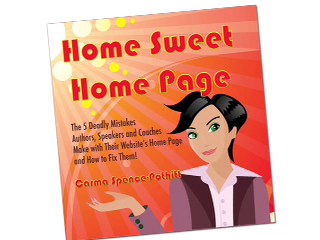 Home Sweet
Home Page
The 5 Deadly Mistakes
Authors, Speakers and Coaches
Make with Their Website's Home Page
and How to Fix Them!
Carma Spence-Pothitt